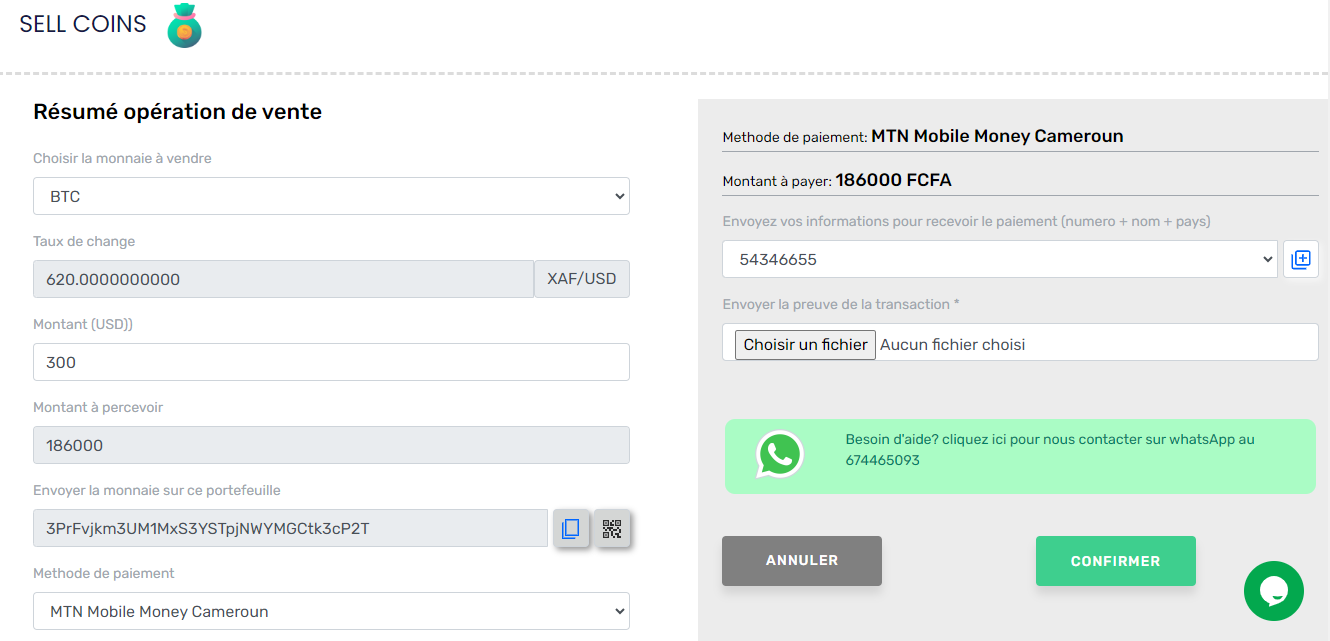 SELL COINS
Résumé opération de vente
Choisir la monnaie à vendre
BTC
Taux de change
620.0000000000
XAF/USD
Montant (USD))
300
Montant à percevoir
186000
Envoyer la monnaie sur ce portefeuille
3PrFvjkm3UM1MxS3YSTpjNWYMGCtk3cP2T
Methode de paiement
MTN Mobile Money Cameroun
Methode de paiement: MTN Mobile Money Cameroun
Montant à payer: 186000 FCFA
Envoyez vos informations pour recevoir le paiement (numero + nom + pays)
54346655
Envoyer la preuve de la transaction *
Choisir un fichier Aucun fichier choisi
Besoin d'aide? cliquez ici pour nous contacter sur whatsApp au
674465093
ANNULER
CONFIRMER